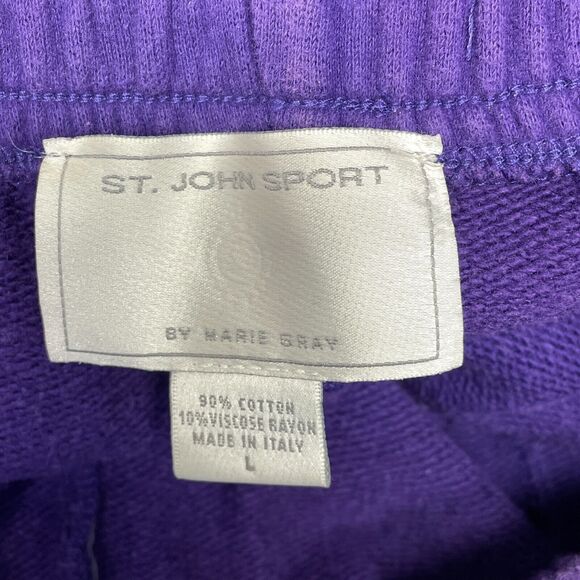 ST. JOHN SPORT
BY MARIE GRAY
90% COTTON
10% VISCOSE RAYON
MADE IN ITALY
L